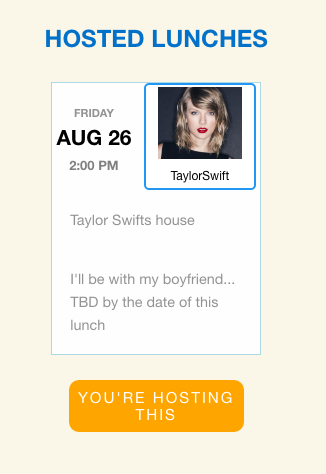 HOSTED LUNCHES
FRIDAY
AUG 26
2:00 PM
TaylorSwift
Taylor Swifts house
I'll be with my boyfriend...
TBD by the date of this
lunch
YOU'RE HOSTING
THIS